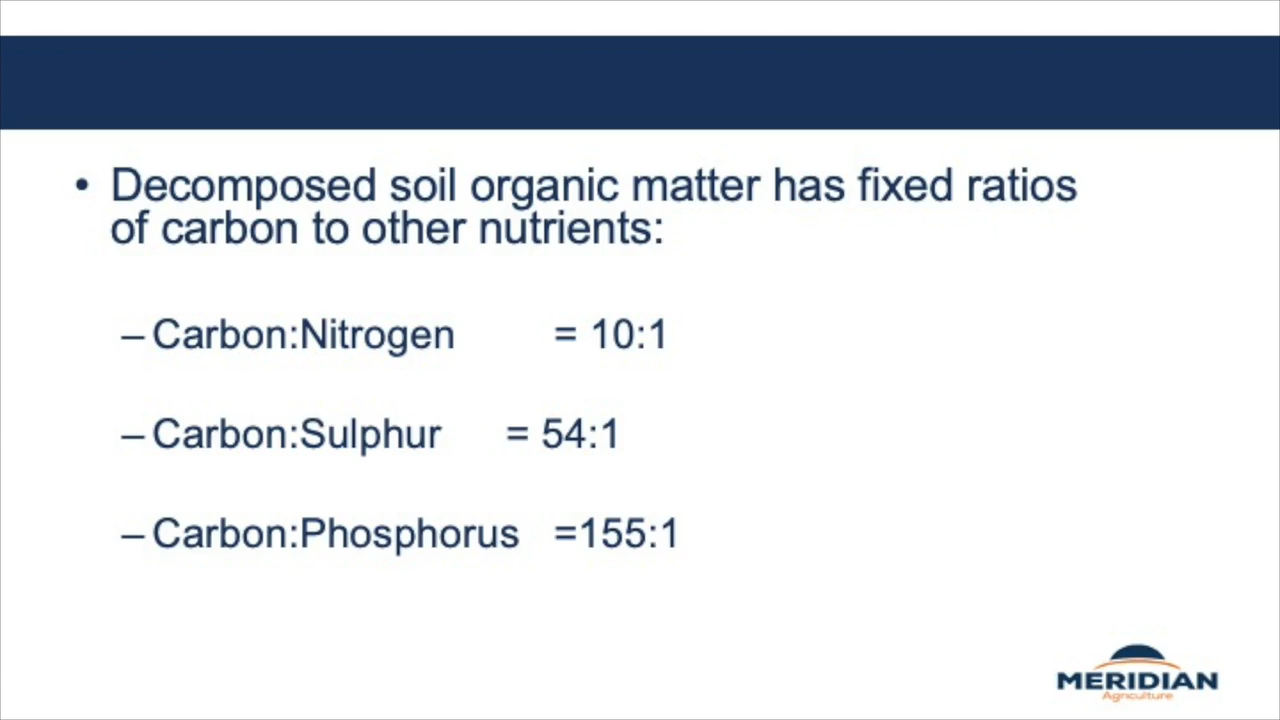 • Decomposed soil organic matter has fixed ratios
of carbon to other nutrients:
– Carbon:Nitrogen = 10:1
– Carbon:Sulphur = 54:1
– Carbon:Phosphorus =155:1
MERIDIAN
Agriculture